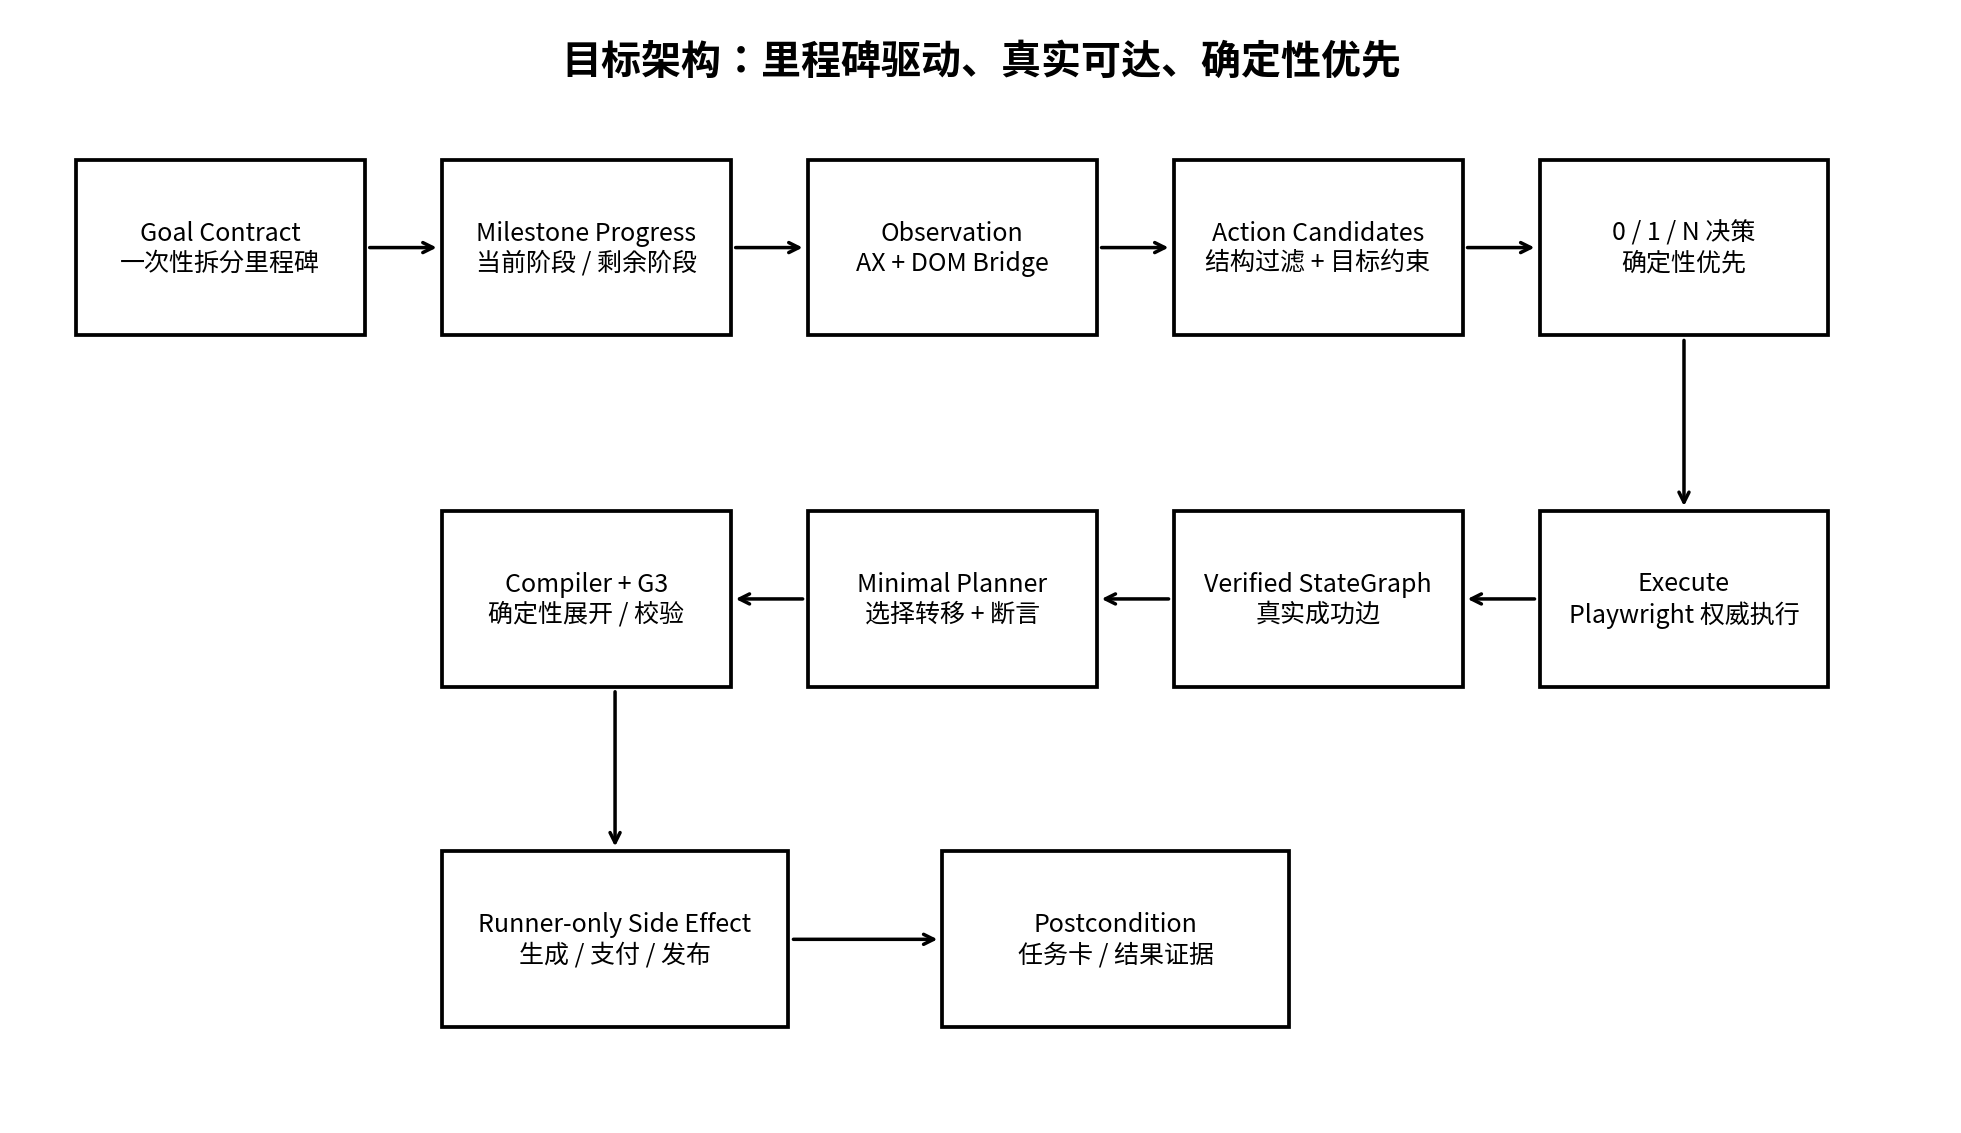 目标架构：里程碑驱动、真实可达、确定性优先
Goal Contract
一次性拆分里程碑
Milestone Progress
当前阶段 / 剩余阶段
Observation
AX + DOM Bridge
Action Candidates
结构过滤 + 目标约束
0 / 1 / N 决策
确定性优先
Execute
Playwright 权威执行
Verified StateGraph
真实成功边
Minimal Planner
选择转移 + 断言
Compiler + G3
确定性展开 / 校验
Runner-only Side Effect
生成 / 支付 / 发布
Postcondition
任务卡 / 结果证据